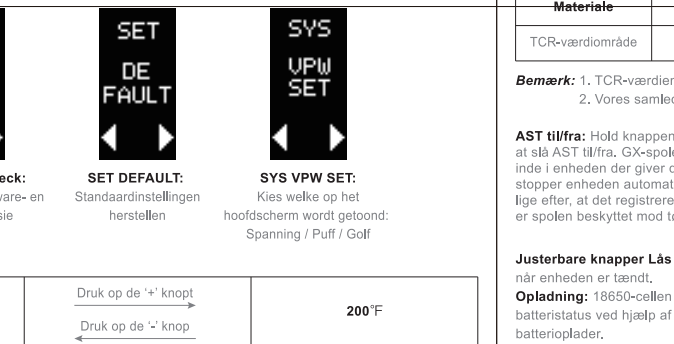 SET
DE
FAULT
SYS
VPW
SET
eck:
are- en
sie
SET DEFAULT:
Standaardinstellingen
herstellen
SYS VPW SET:
Kies welke op het
hoofdscherm wordt getoond:
Spanning / Puff / Golf
Druk op de '+' knopt
Druk op de '-' knop
200°F
Materiale
TCR-værdiområde
Bemærk: 1. TCR-værdier
2. Vores samled
AST til/fra: Hold knappen
at slå AST til/fra. GX-spole
inde i enheden der giver
stopper enheden automat
lige efter, at det registrere
er spolen beskyttet mod
Justerbare knapper Lås
når enheden er tændt.
Opladning: 18650-cellen
batteristatus ved hjælp af
batterioplader.